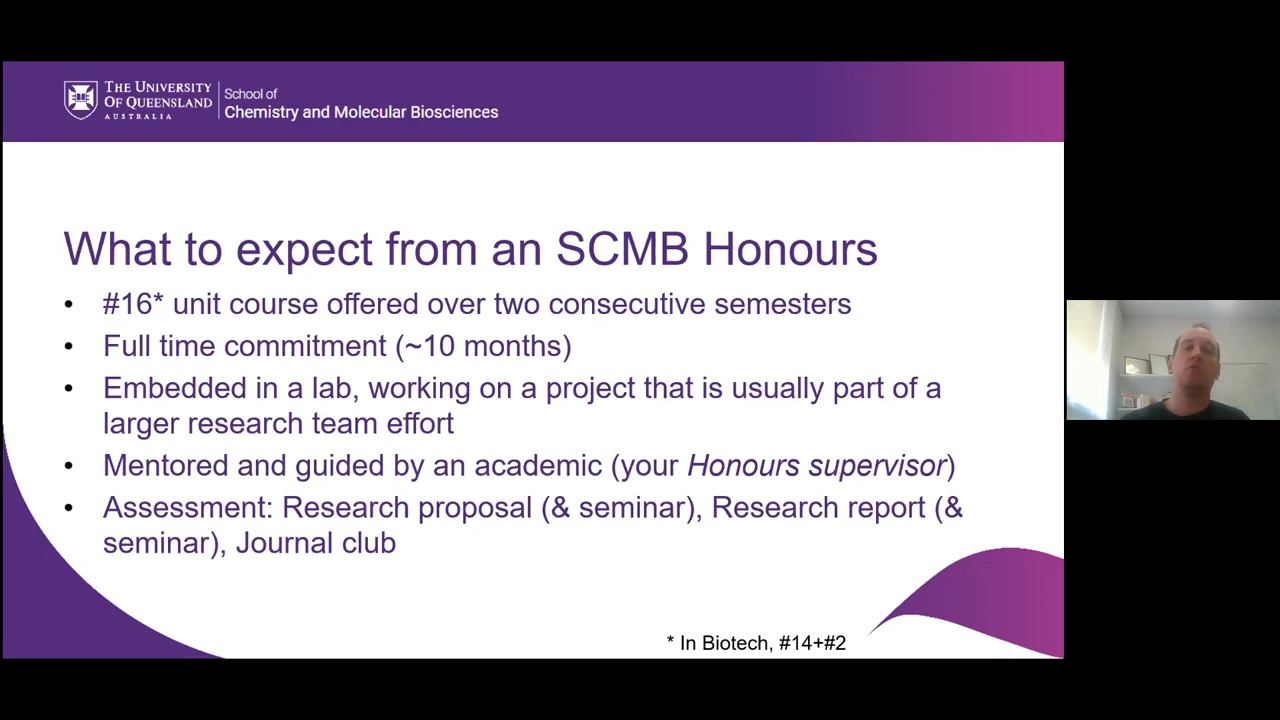 THE UNIVERSITY
OF QUEENSLAND
AUSTRALIA
School of
Chemistry and Molecular Biosciences
What to expect from an SCMB Honours
• #16* unit course offered over two consecutive semesters
• Full time commitment (~10 months)
• Embedded in a lab, working on a project that is usually part of a
larger research team effort
• Mentored and guided by an academic (your Honours supervisor)
• Assessment: Research proposal (& seminar), Research report (&
seminar), Journal club
* In Biotech, #14+#2